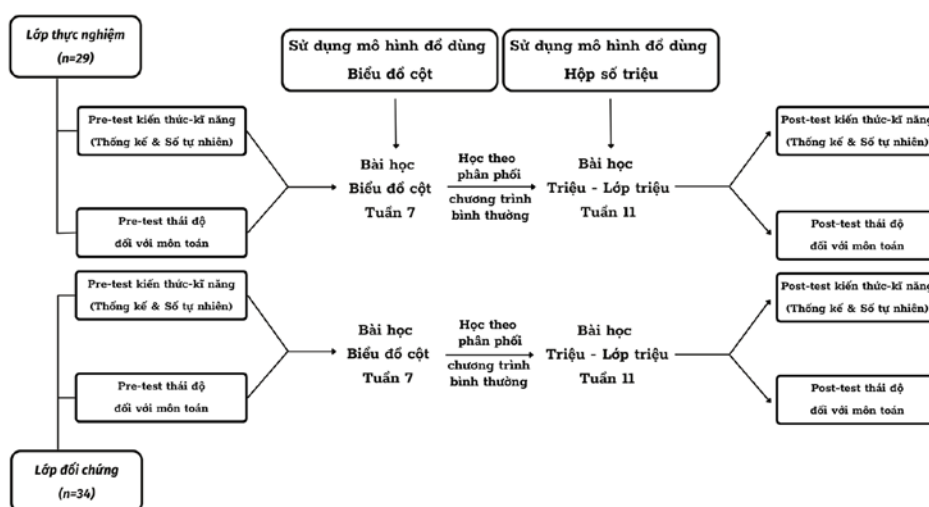 Lớp thực nghiệm
(n=29)
Sử dụng mô hình đồ dùng
Biểu đồ cột
Sử dụng mô hình đồ dùng
Hộp số triệu
Pre-test kiến thức-kĩ năng
(Thống kế & Số tự nhiên)
Pre-test thái độ
đối với môn toán
Bài học
Biểu đồ cột
Tuần 7
Học theo
phân phối
chương trình
bình thường
Bài học
Triệu - Lớp triệu
Tuần 11
Post-test kiến thức-kĩ năng
(Thống kế & Số tự nhiên)
Post-test thái độ
đối với môn toán
Pre-test kiến thức-kĩ năng
(Thống kế & Số tự nhiên)
Pre-test thái độ
đối với môn toán
Bài học
Biểu đồ cột
Tuần 7
Học theo
phân phối
chương trình
bình thường
Bài học
Triệu - Lớp triệu
Tuần 11
Post-test kiến thức-kĩ năng
(Thống kế & Số tự nhiên)
Post-test thái độ
đối với môn toán
Lớp đối chứng
(n=34)